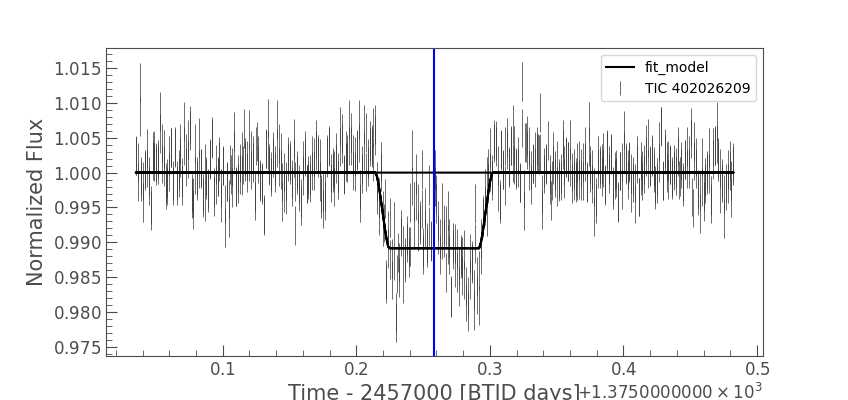 1.015
1.010
1.005
1.000
0.995
0.990
0.985
0.980
0.975
Normalized Flux
fit_model
TIC 402026209
0.1 0.2 0.3 0.4 0.5
Time - 2457000 [BTJD days]
+1.3750000000 × 10³